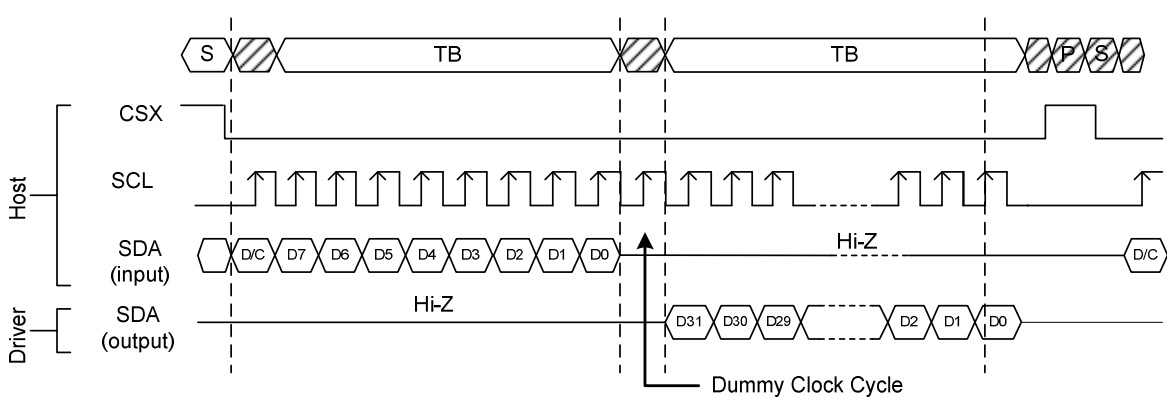 S TB TB P S
CSX
Host
SCL
SDA
(input)
D/C D7 D6 D5 D4 D3 D2 D1 D0 Hi-Z D/C
Driver
SDA
(output)
Hi-Z D31 D30 D29 D2 D1 D0
Dummy Clock Cycle